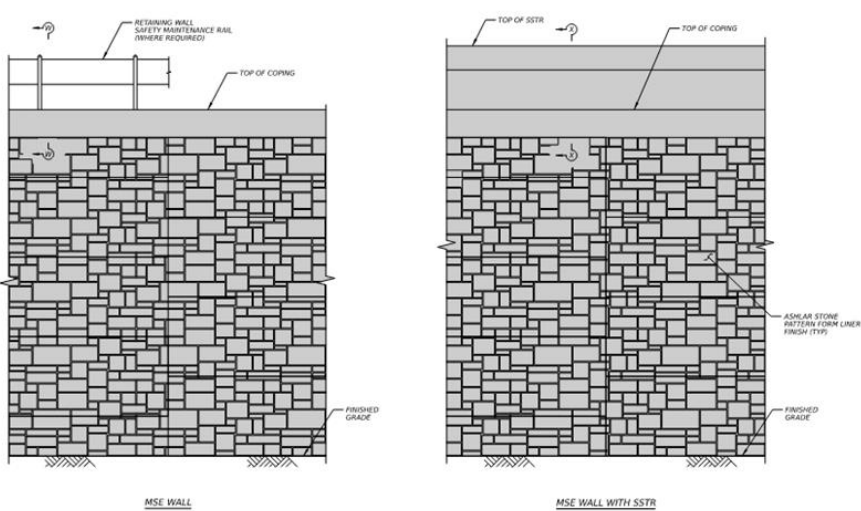 W
RETAINING WALL
SAFETY MAINTENANCE RAIL
(WHERE REQUIRED)
TOP OF COPING
W
FINISHED
GRADE
MSE WALL
TOP OF SSTR
X
TOP OF COPING
X
ASHLAR STONE
PATTERN FORM LINER
FINISH (TYP)
FINISHED
GRADE
MSE WALL WITH SSTR